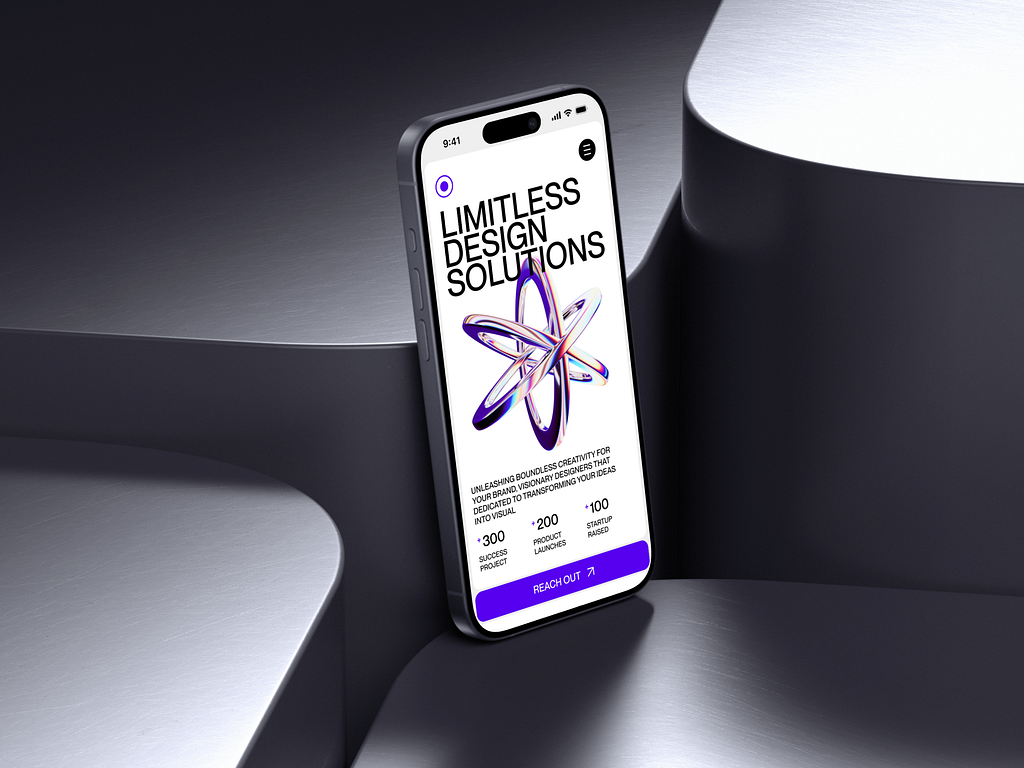 9:41
LIMITLESS
DESIGN
SOLUTIONS
UNLEASHING BOUNDLESS CREATIVITY FOR
YOUR BRAND, VISIONARY DESIGNERS THAT
DEDICATED TO TRANSFORMING YOUR IDEAS
INTO VISUAL
+300
SUCCESS
PROJECT
+200
PRODUCT
LAUNCHES
+100
STARTUP
RAISED
REACH OUT